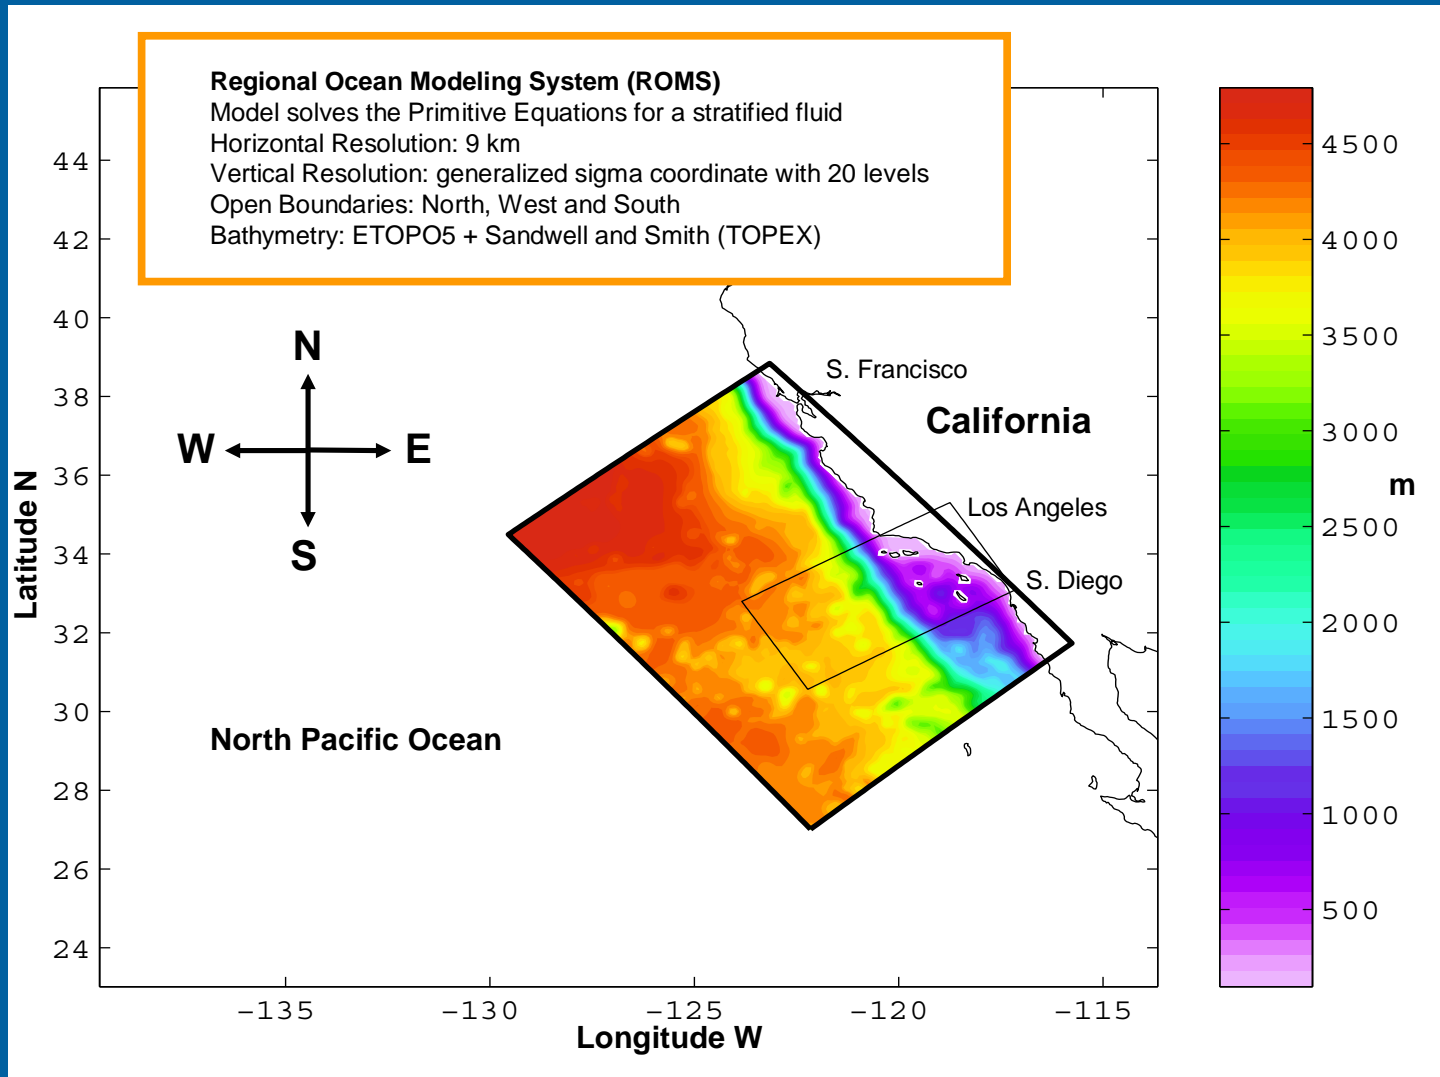 Regional Ocean Modeling System (ROMS)
Model solves the Primitive Equations for a stratified fluid
Horizontal Resolution: 9 km
Vertical Resolution: generalized sigma coordinate with 20 levels
Open Boundaries: North, West and South
Bathymetry: ETOPO5 + Sandwell and Smith (TOPEX)
44
42
40
38
36
34
32
30
28
26
24
Latitude N
N
W
E
S
S. Francisco
California
Los Angeles
S. Diego
North Pacific Ocean
-135
-130
-125
-120
-115
Longitude W
4500
4000
3500
3000
2500
2000
1500
1000
500
m